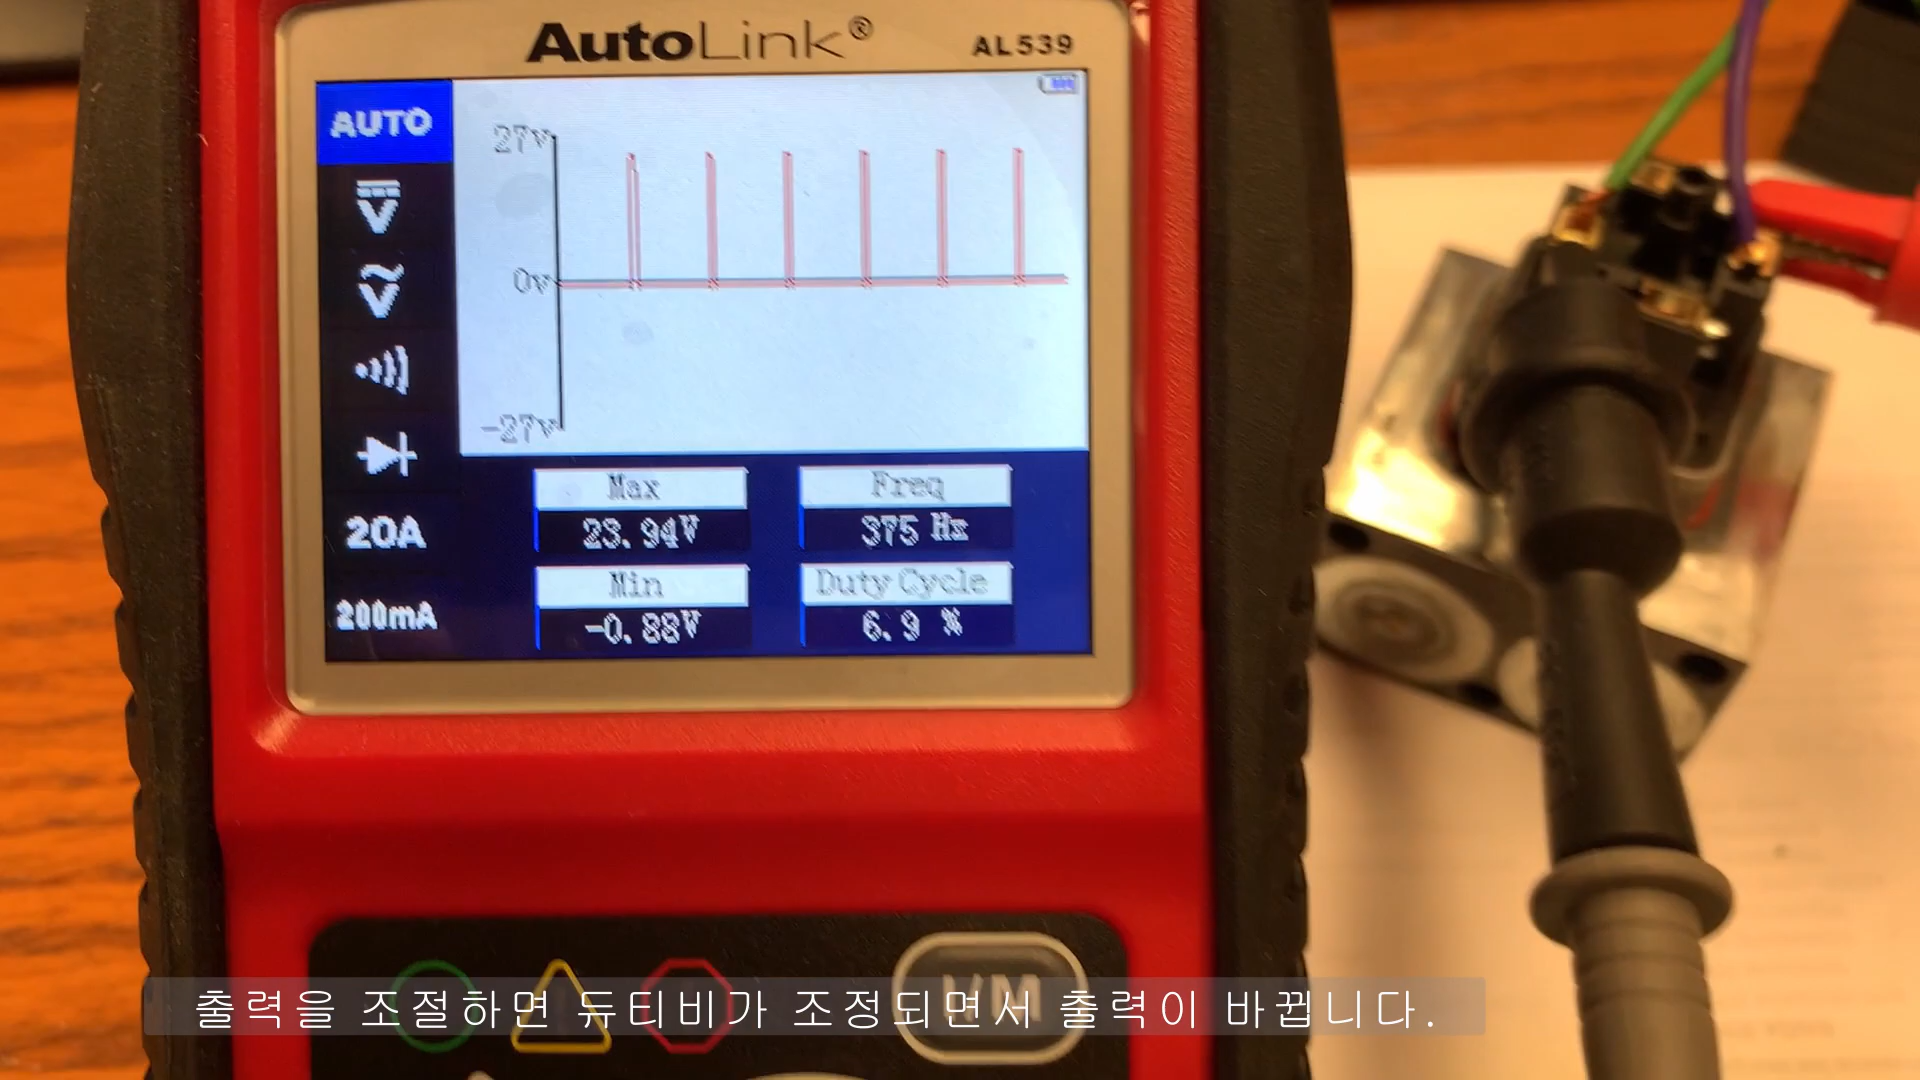 AutoLink®
AL539
AUTO
27v
0v
-27v
V
V
20A
200mA
Max
Freq
23.94V
375 Hz
Min
Duty Cycle
-0.88V
6.9 %
출력을 조절하면 듀티비가 조정되면서 출력이 바뀝니다.